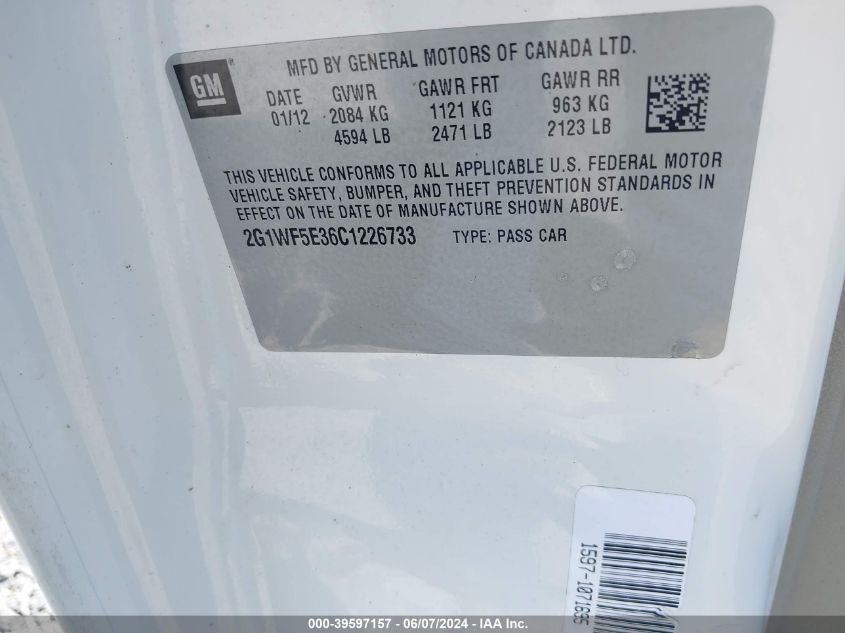 GM
MFD BY GENERAL MOTORS OF CANADA LTD.
DATE GVWR GAWR FRT GAWR RR
01/12 2084 KG 1121 KG 963 KG
4594 LB 2471 LB 2123 LB
THIS VEHICLE CONFORMS TO ALL APPLICABLE U.S. FEDERAL MOTOR
VEHICLE SAFETY, BUMPER, AND THEFT PREVENTION STANDARDS IN
EFFECT ON THE DATE OF MANUFACTURE SHOWN ABOVE.
2G1WF5E36C1226733 TYPE: PASS CAR
1597-1071695
000-39597157 - 06/07/2024 - IAA Inc.